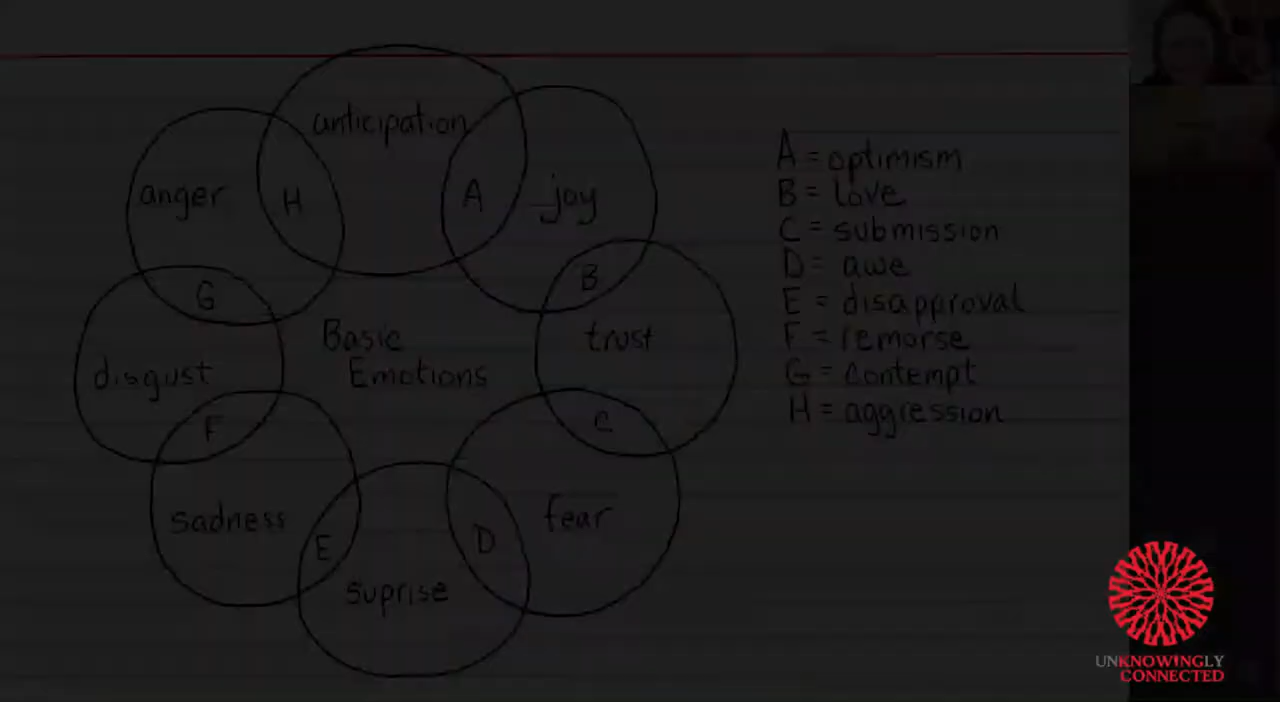 anticipation
anger
H
A
joy
B
G
Basic
Emotions
trust
disgust
F
C
sadness
E
D
fear
suprise
A = optimism
B = love
C = submission
D = awe
E = disapproval
F = remorse
G = contempt
H = aggression
UNKNOWINGLY
CONNECTED